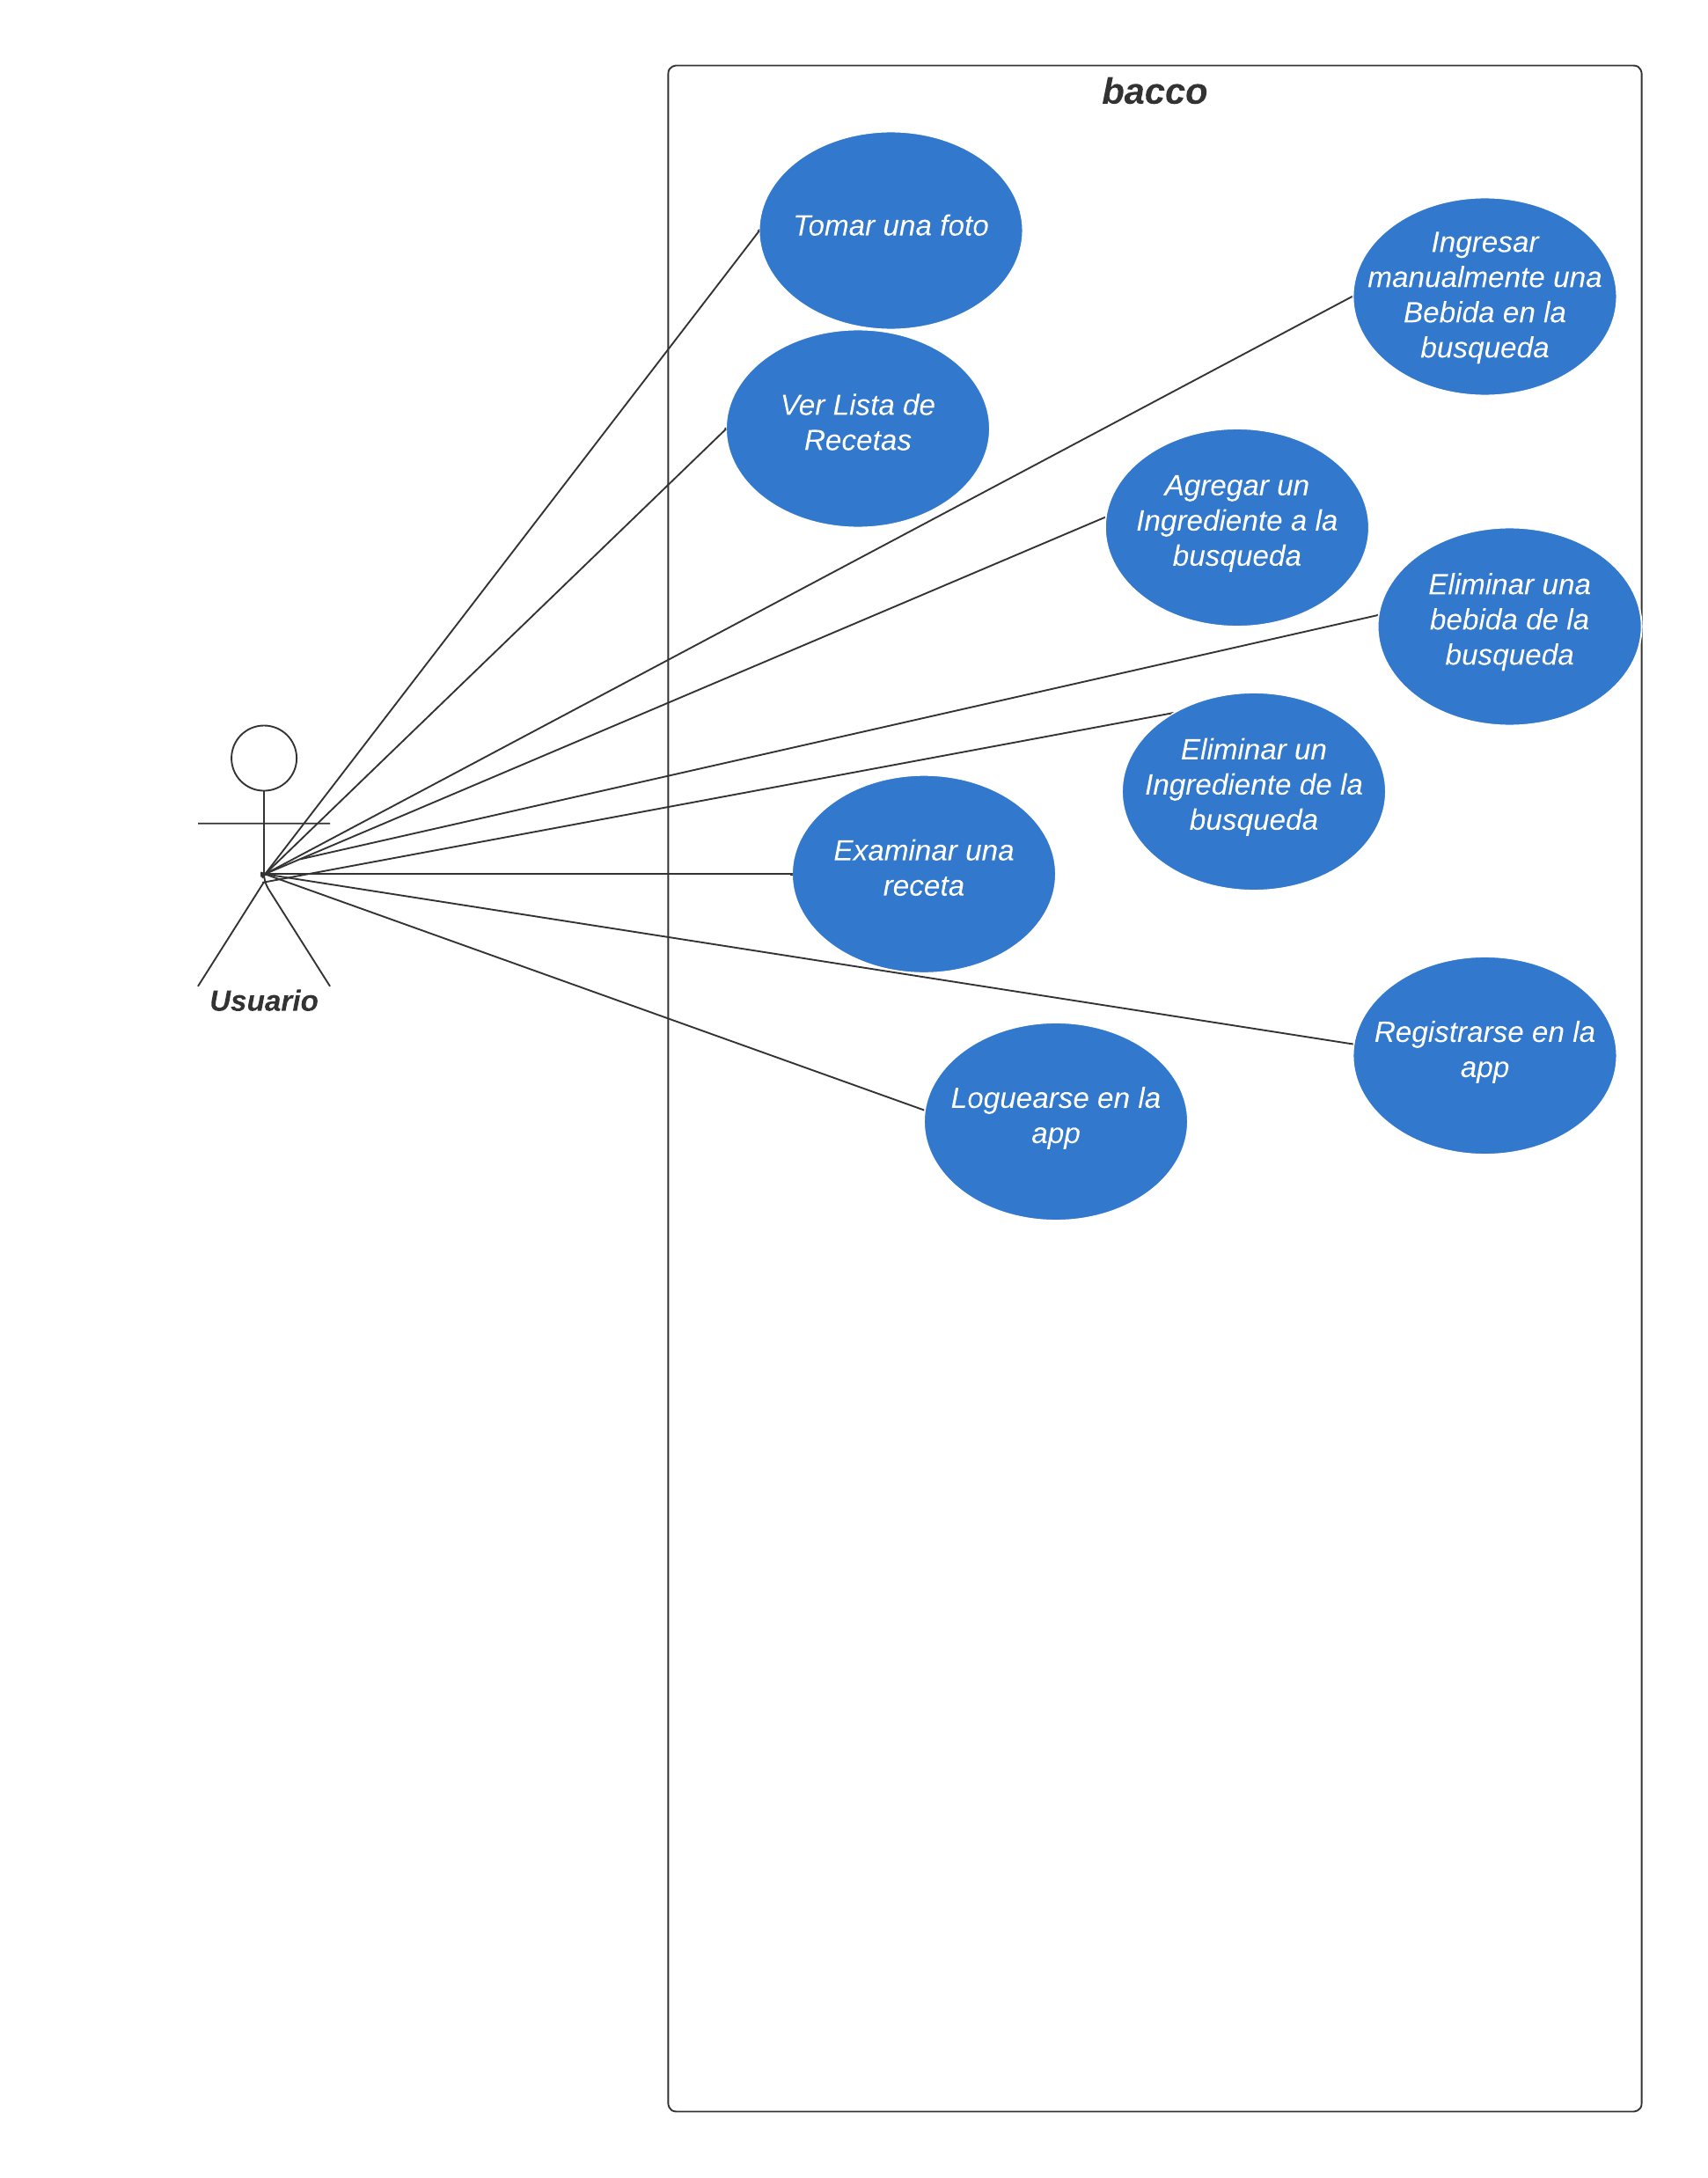 bacco
Tomar una foto
Ingresar
manualmente una
Bebida en la
busqueda
Ver Lista de
Recetas
Agregar un
Ingrediente a la
busqueda
Eliminar una
bebida de la
busqueda
Eliminar un
Ingrediente de la
busqueda
Examinar una
receta
Usuario
Registrarse en la
app
Loguearse en la
app